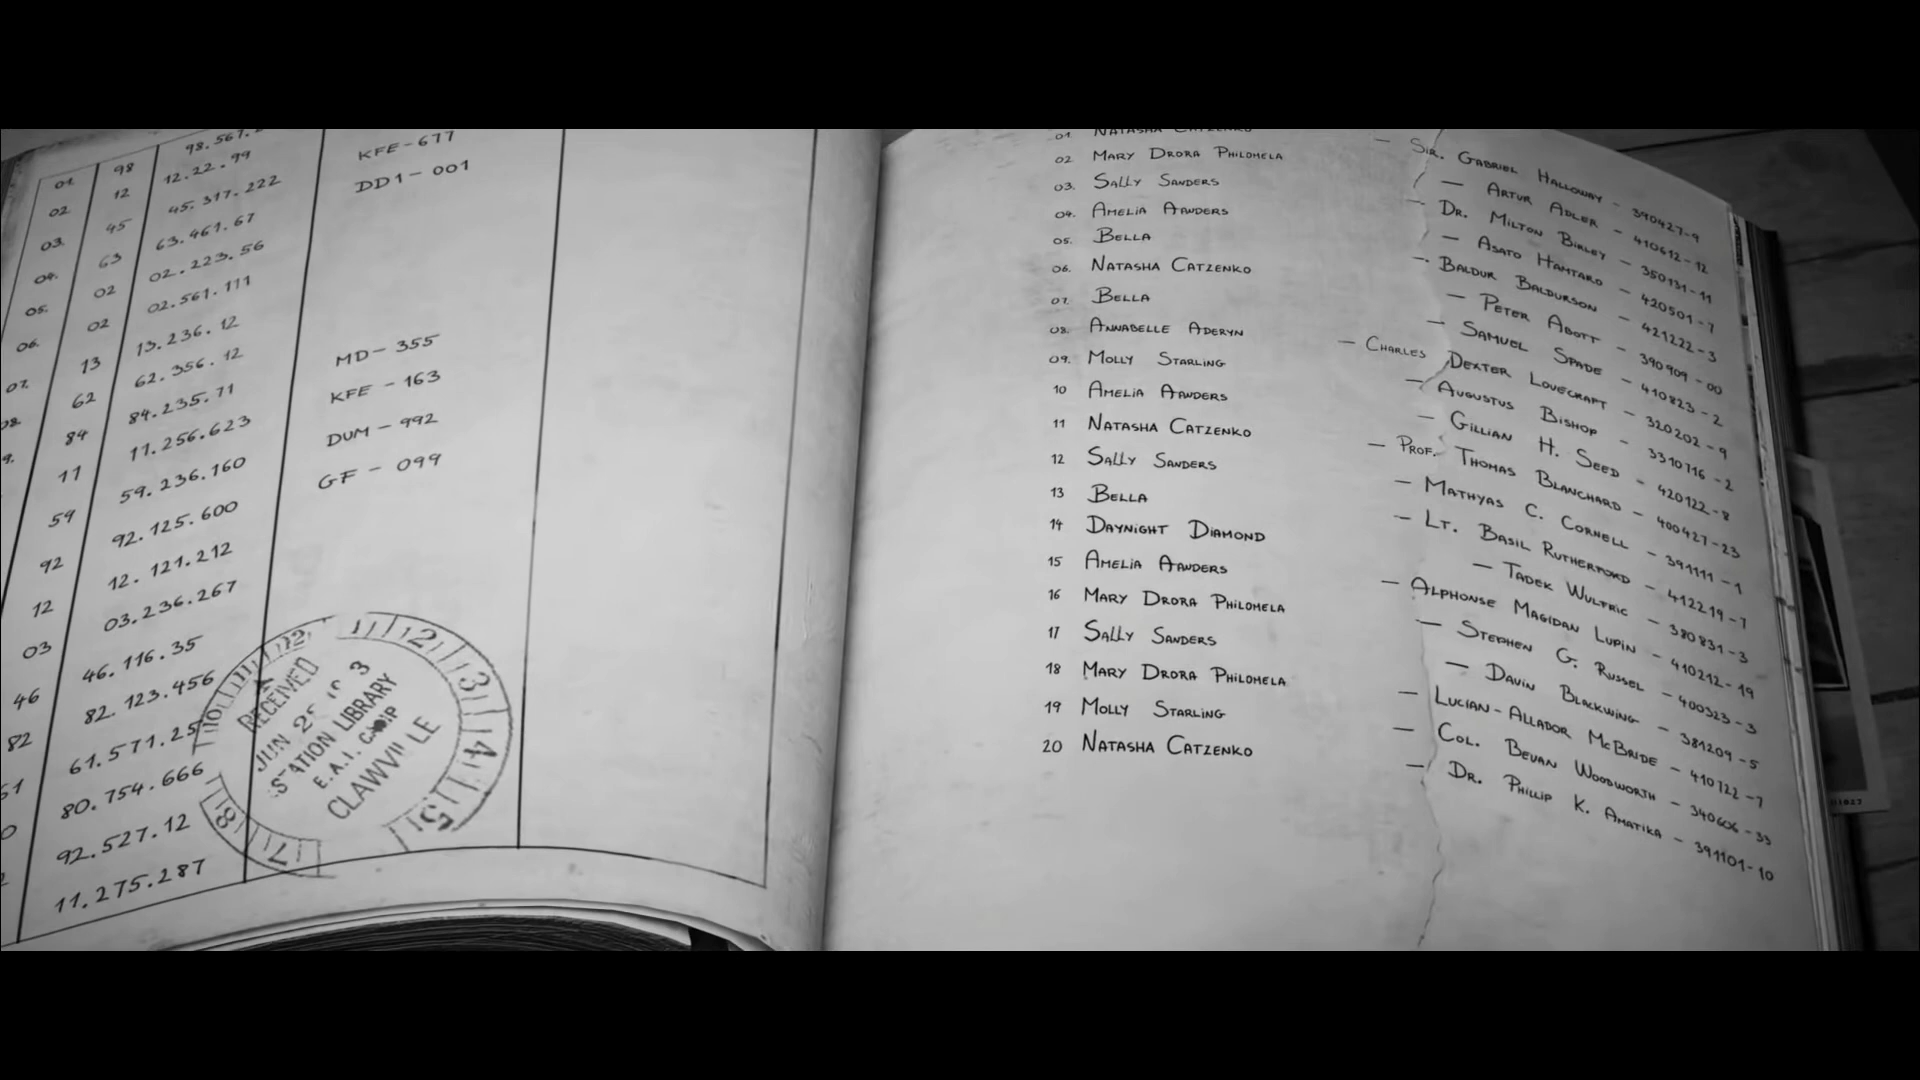 01. 98 KFE-677
02 12 12.22.99 DD1-001
03. 45 45.317.222
04. 63 63.461.67
05. 02 02.223.56
06. 02 02.561.111
07. 13 13.236.12 MD-355
08. 62 62.356.12 KFE-163
9. 84 84.235.71 DUM-992
11 11.256.623 GF-099
59 59.236.160
92 92.125.600
12 12.121.212
03 03.236.267
46 46.116.35
82 82.123.456
61.571.25
80.754.666
92.527.12
11.275.287
RECEIVED
JUN
STATION LIBRARY
E.A.I.
CLAWVILLE
01. NATASHA CATZENKO — SIR. GABRIEL HALLOWAY - 390427-9
02 MARY DRORA PHILOMELA — ARTUR ADLER - 410612-12
03. SALLY SANDERS — DR. MILTON BIRLEY - 350131-11
04. AMELIA AANDERS — ASATO HAMTARO - 420501-7
05. BELLA — BALDUR BALDURSON - 421222-3
06. NATASHA CATZENKO — PETER ABOTT - 390909-00
07. BELLA — SAMUEL SPADE - 410823-2
08. ANNABELLE ADERYN — CHARLES DEXTER LOVECRAFT - 320202-9
09. MOLLY STARLING — AUGUSTUS BISHOP - 3310716-2
10 AMELIA AANDERS — GILLIAN H. SEED - 420122-8
11 NATASHA CATZENKO — PROF. THOMAS BLANCHARD - 400427-23
12 SALLY SANDERS — MATHYAS C. CORNELL - 391111-1
13 BELLA — LT. BASIL RUTHERFORD - 412219-7
14 DAYNIGHT DIAMOND — TADEK WULFRIC - 380831-3
15 AMELIA AANDERS — ALPHONSE MAGIDAN LUPIN - 410212-19
16 MARY DRORA PHILOMELA — STEPHEN G. RUSSEL - 400323-3
17 SALLY SANDERS — DAVIN BLACKWING - 381209-5
18 MARY DRORA PHILOMELA — LUCIAN-ALLADOR MCBRIDE - 410722-7
19 MOLLY STARLING — COL. BEVAN WOODWORTH - 340606-33
20 NATASHA CATZENKO — DR. PHILLIP K. AMATIKA - 391101-10